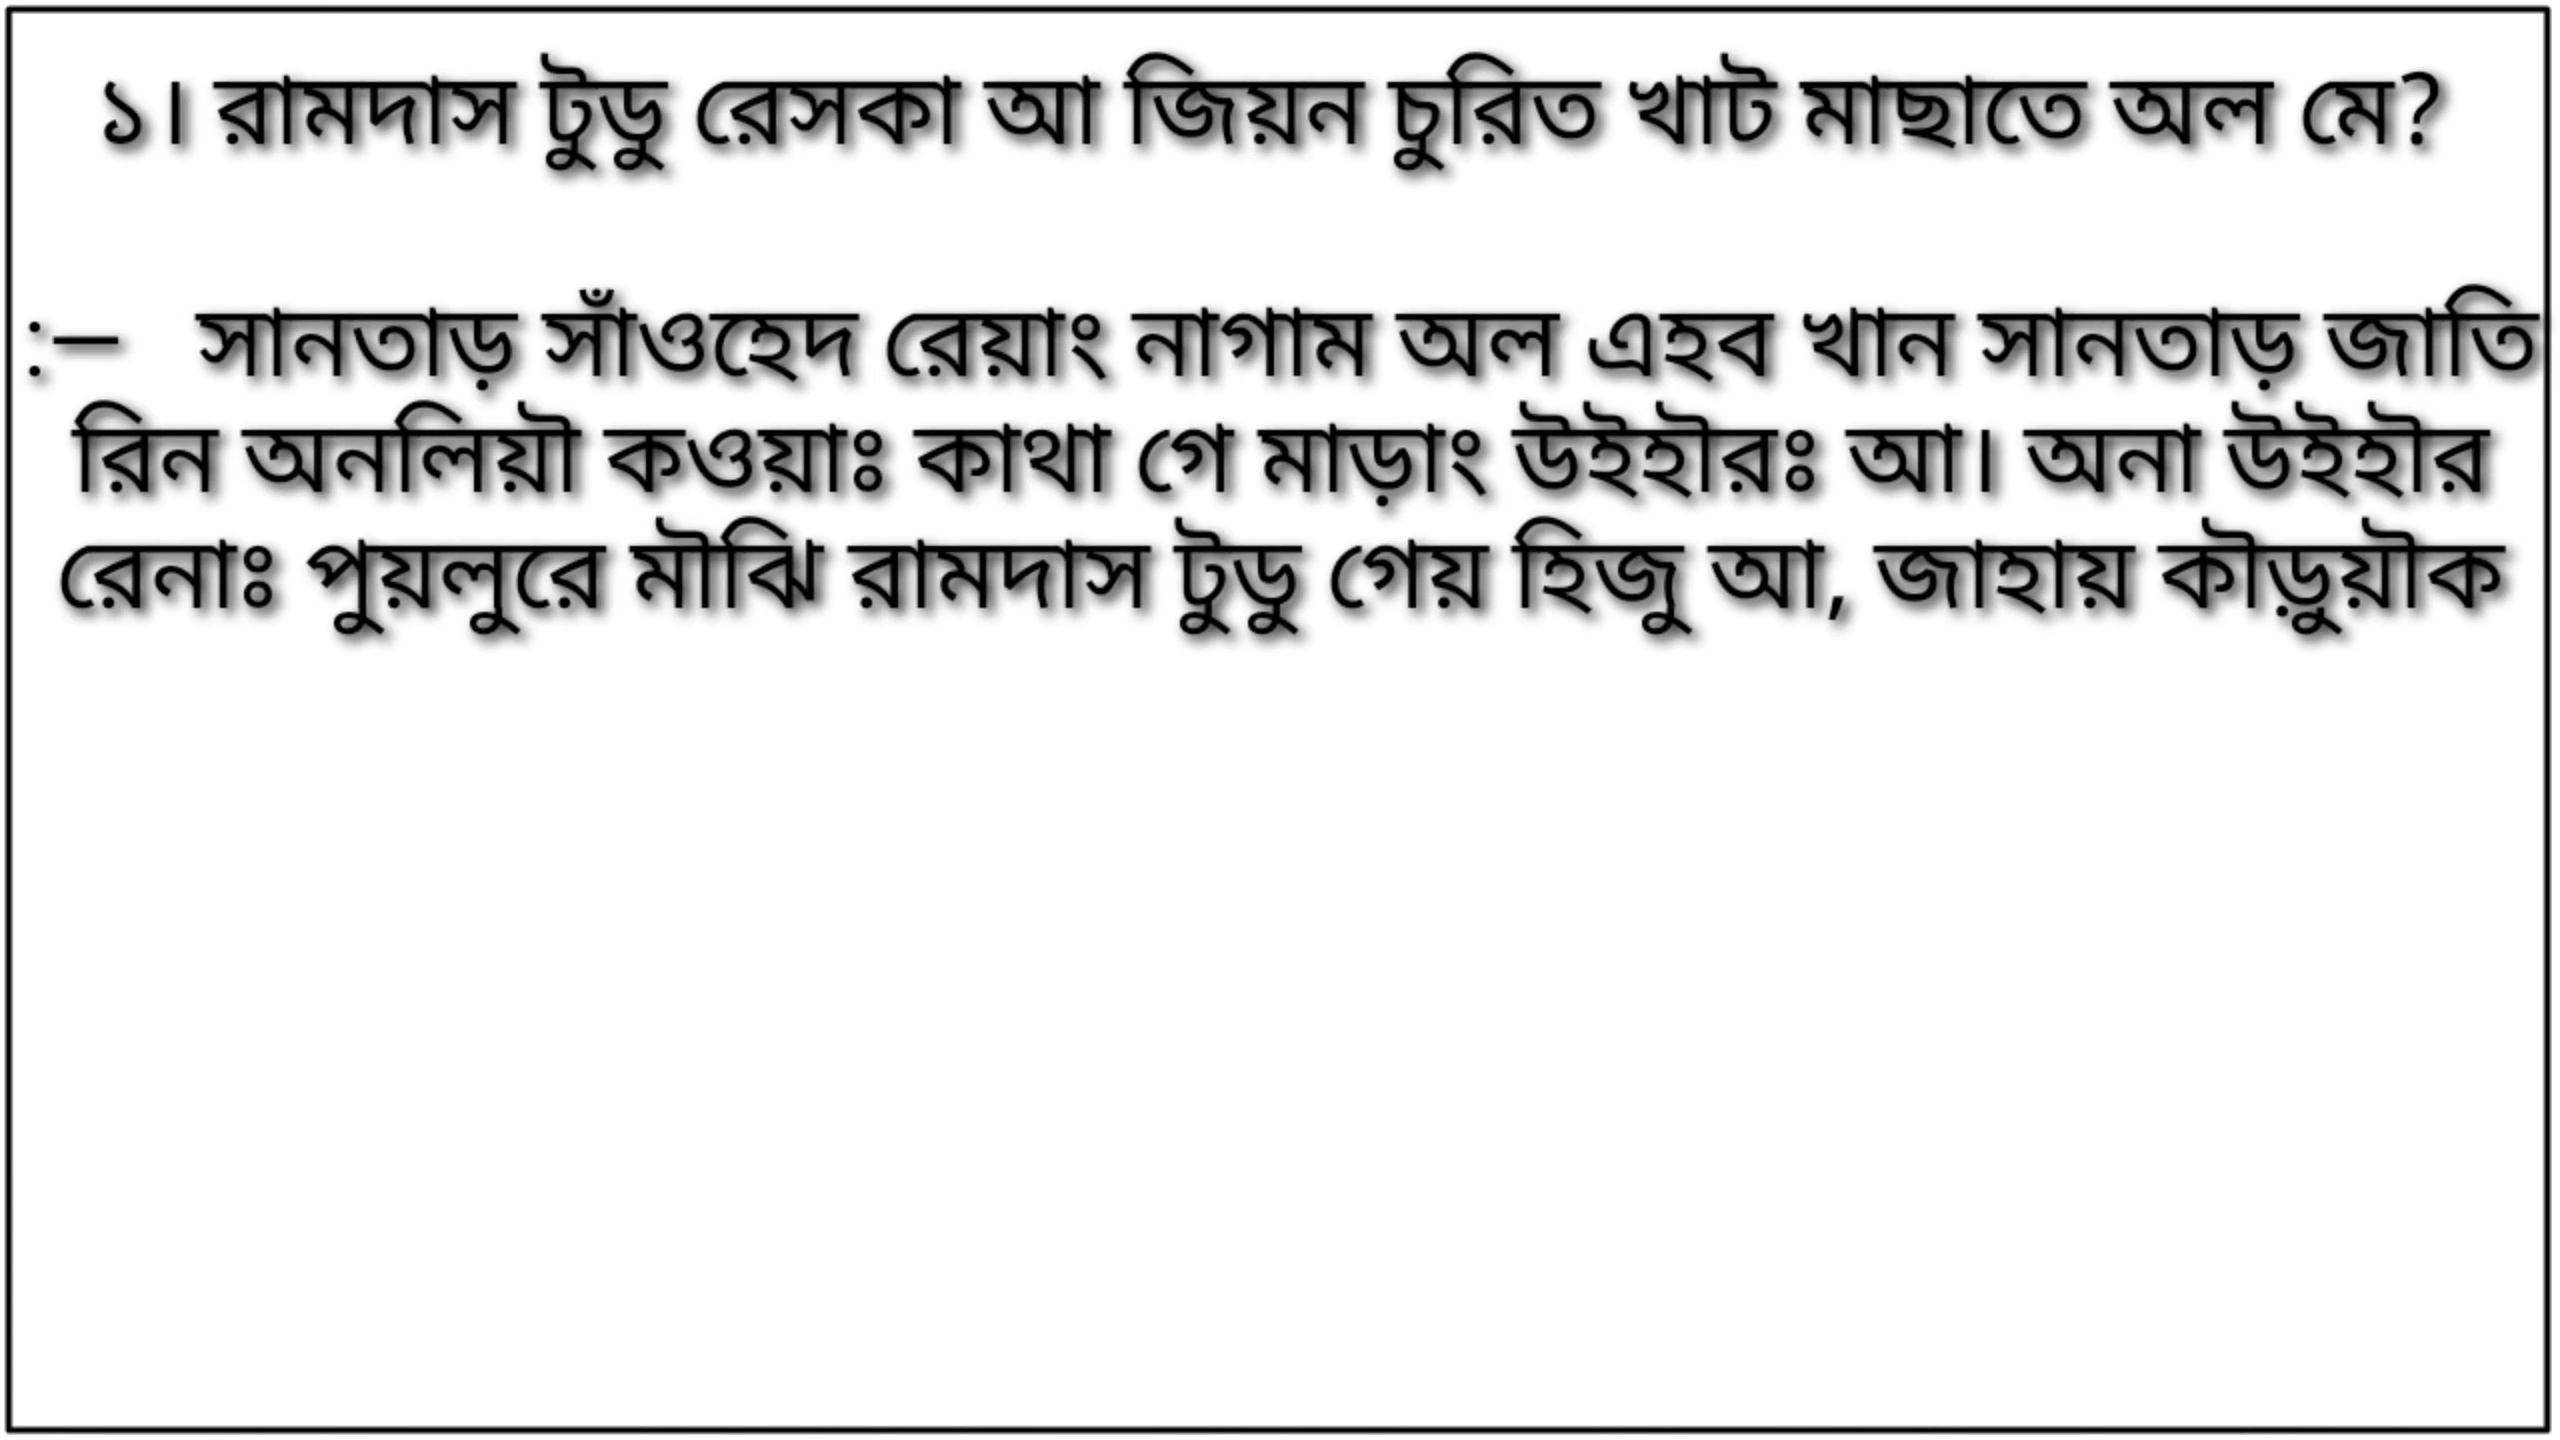 ১। রামদাস টুডু রেসকা আ জিয়ন চুরিত খাট মাছাতে অল মে?
:– সানতাড় সাঁওহেদ রেয়াং নাগাম অল এহব খান সানতাড় জাতি
রিন অনলিয়ৗ কওয়াঃ কাথা গে মাড়াং উইহৗরঃ আ। অনা উইহৗর
রেনাঃ পুয়লুরে মৗঝি রামদাস টুডু গেয় হিজু আ, জাহায় কৗড়ুয়ৗক